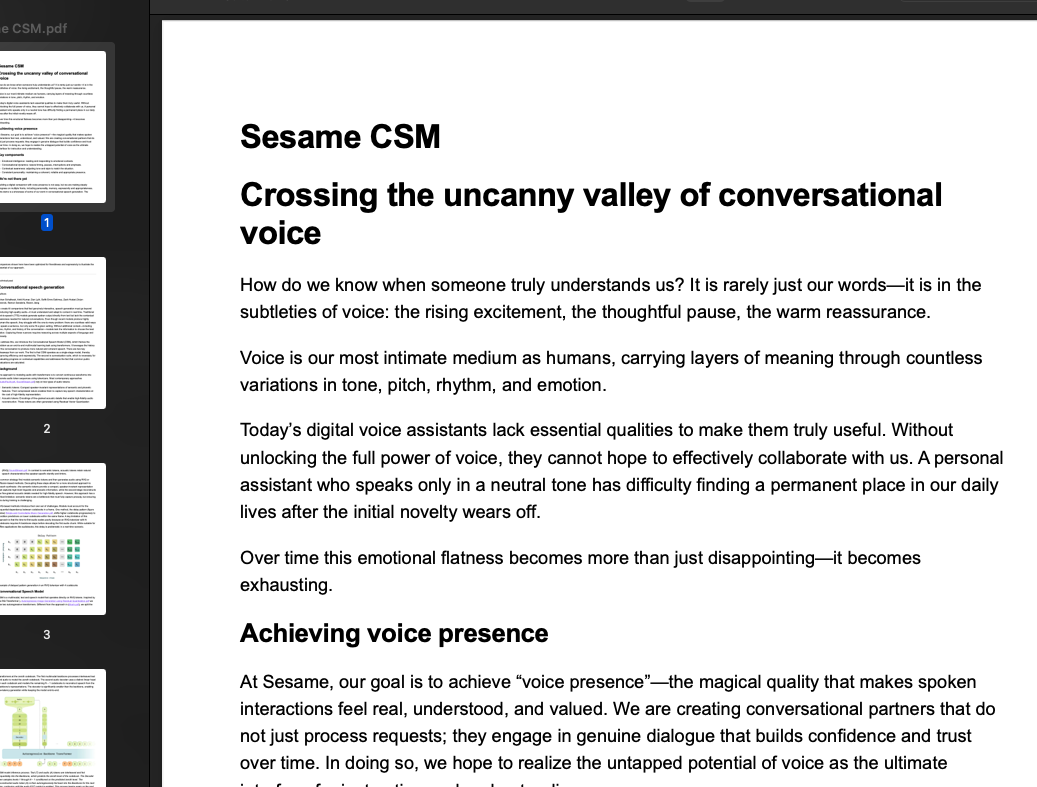 e CSM.pdf
1
2
3
Sesame CSM
Crossing the uncanny valley of conversational
voice
How do we know when someone truly understands us? It is rarely just our words—it is in the
subtleties of voice: the rising excitement, the thoughtful pause, the warm reassurance.
Voice is our most intimate medium as humans, carrying layers of meaning through countless
variations in tone, pitch, rhythm, and emotion.
Today’s digital voice assistants lack essential qualities to make them truly useful. Without
unlocking the full power of voice, they cannot hope to effectively collaborate with us. A personal
assistant who speaks only in a neutral tone has difficulty finding a permanent place in our daily
lives after the initial novelty wears off.
Over time this emotional flatness becomes more than just disappointing—it becomes
exhausting.
Achieving voice presence
At Sesame, our goal is to achieve “voice presence”—the magical quality that makes spoken
interactions feel real, understood, and valued. We are creating conversational partners that do
not just process requests; they engage in genuine dialogue that builds confidence and trust
over time. In doing so, we hope to realize the untapped potential of voice as the ultimate